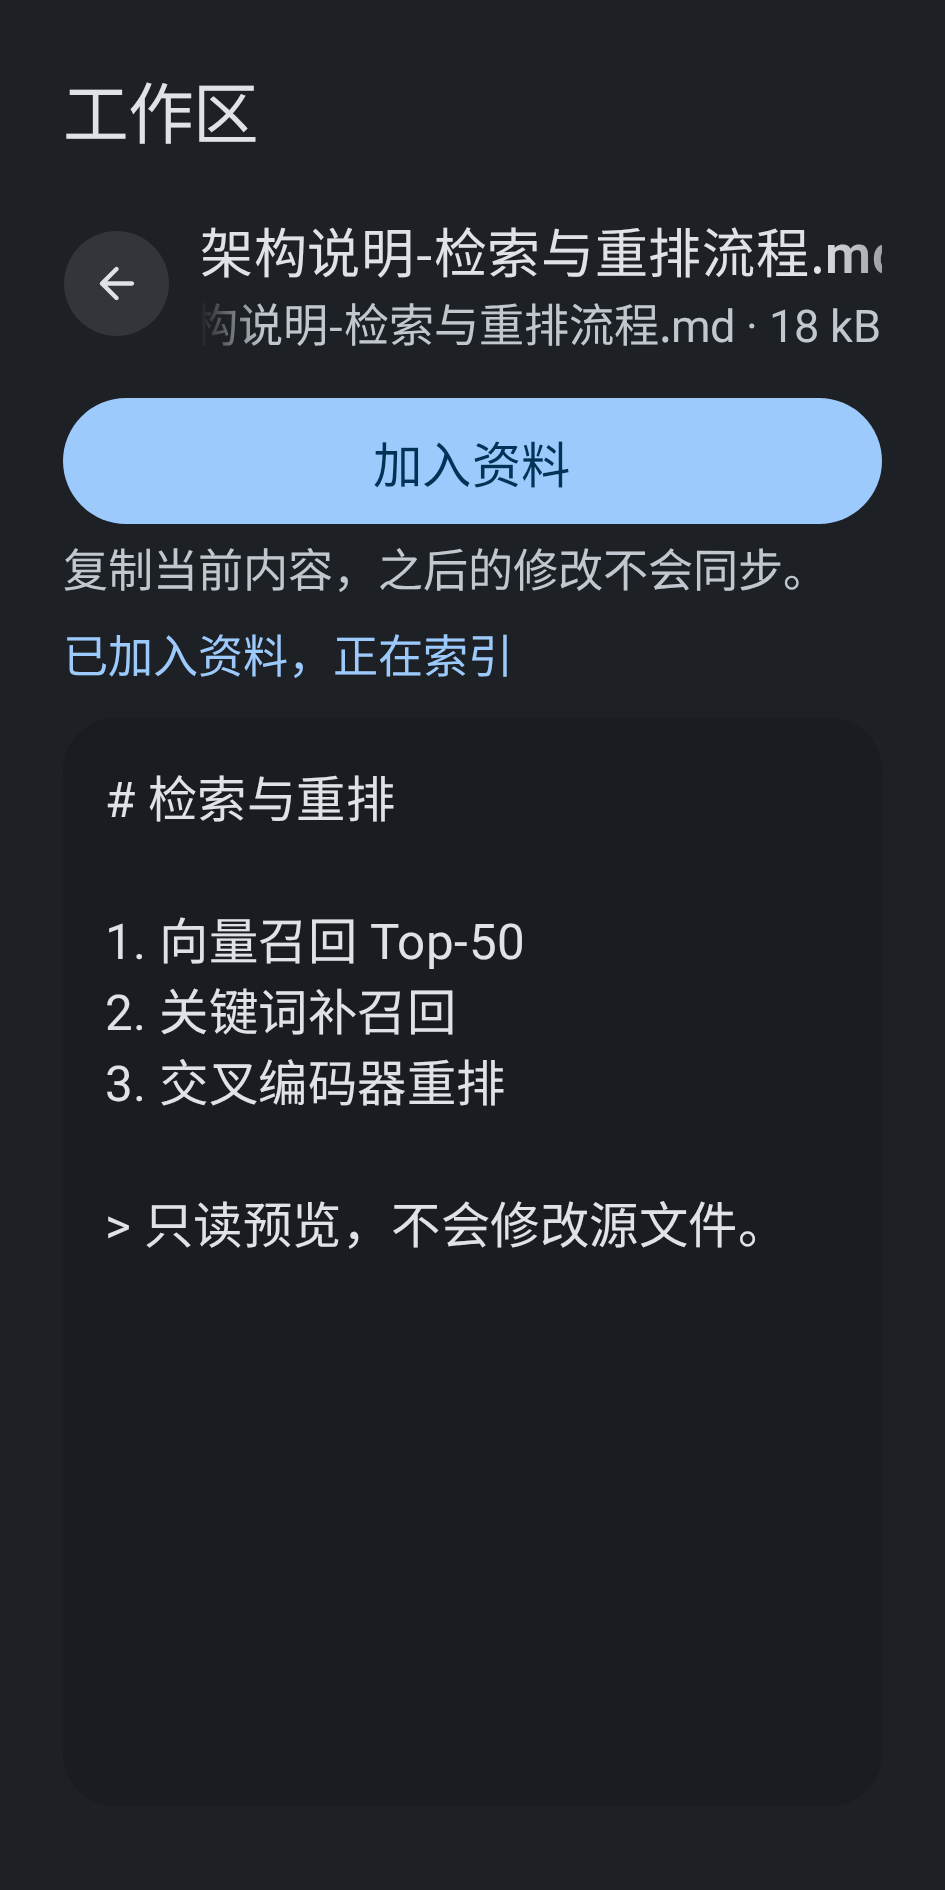 工作区
架构说明-检索与重排流程.md
构说明-检索与重排流程.md · 18 kB
加入资料
复制当前内容，之后的修改不会同步。
已加入资料，正在索引
# 检索与重排
1. 向量召回 Top-50
2. 关键词补召回
3. 交叉编码器重排
> 只读预览，不会修改源文件。